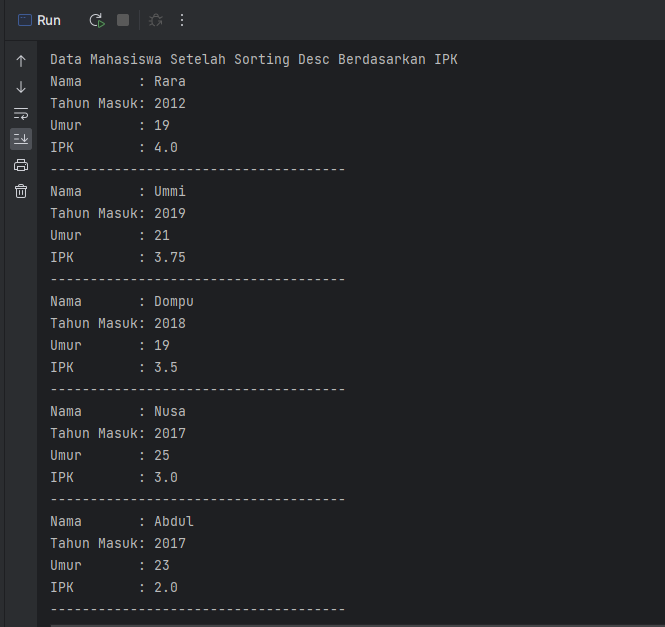 Run
Data Mahasiswa Setelah Sorting Desc Berdasarkan IPK
Nama       : Rara
Tahun Masuk: 2012
Umur       : 19
IPK        : 4.0
-------------------------------------
Nama       : Ummi
Tahun Masuk: 2019
Umur       : 21
IPK        : 3.75
-------------------------------------
Nama       : Dompu
Tahun Masuk: 2018
Umur       : 19
IPK        : 3.5
-------------------------------------
Nama       : Nusa
Tahun Masuk: 2017
Umur       : 25
IPK        : 3.0
-------------------------------------
Nama       : Abdul
Tahun Masuk: 2017
Umur       : 23
IPK        : 2.0
-------------------------------------